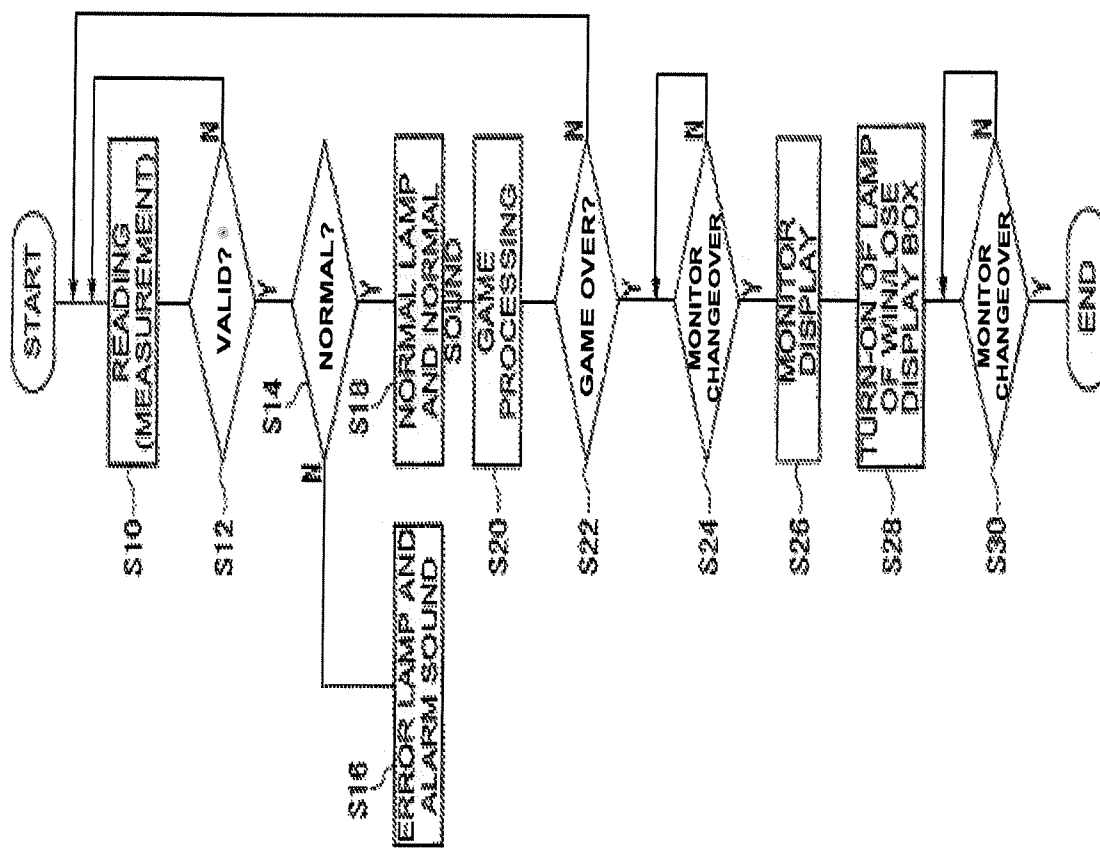 START
READING
(MEASUREMENT)
S10
VALID?
S12
N
Y
NORMAL?
S14
N
Y
ERROR LAMP AND
ALARM SOUND
S16
NORMAL LAMP
AND NORMAL
SOUND
S18
GAME
PROCESSING
S20
GAME OVER?
S22
N
Y
MONITOR
CHANGEOVER
S24
N
Y
MONITOR
DISPLAY
S26
TURN-ON OF LAMP
OF WIN/LOSE
DISPLAY BOX
S28
MONITOR
CHANGEOVER
S30
N
Y
END